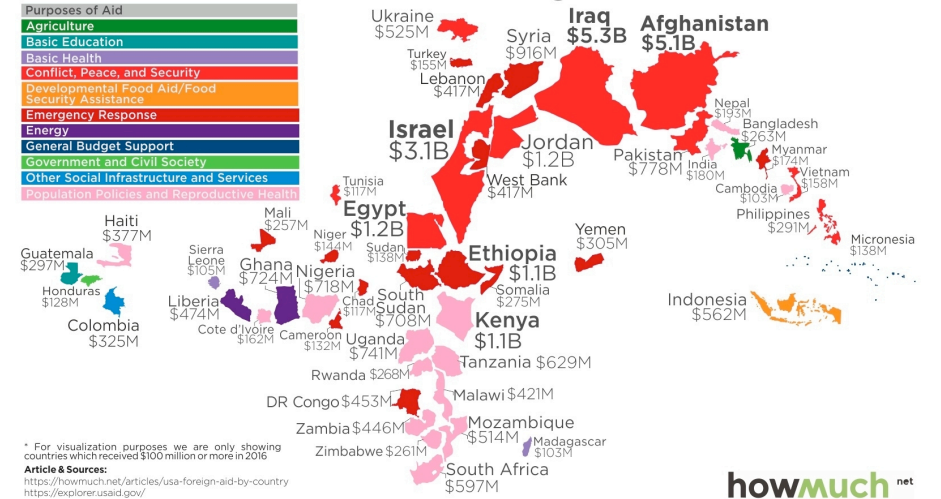 Purposes of Aid
Agriculture
Basic Education
Basic Health
Conflict, Peace, and Security
Developmental Food Aid/Food
Security Assistance
Emergency Response
Energy
General Budget Support
Government and Civil Society
Other Social Infrastructure and Services
Population Policies and Reproductive Health
Ukraine
$525M
Turkey
$155M
Lebanon
$417M
Syria
$916M
Iraq
$5.3B
Afghanistan
$5.1B
Israel
$3.1B
Jordan
$1.2B
West Bank
$417M
Pakistan
$778M
Nepal
$193M
India
$180M
Bangladesh
$263M
Myanmar
$174M
Vietnam
$158M
Cambodia
$103M
Philippines
$291M
Micronesia
$138M
Indonesia
$562M
Tunisia
$117M
Egypt
$1.2B
Mali
$257M
Niger
$144M
Sudan
$138M
Yemen
$305M
Ethiopia
$1.1B
Somalia
$275M
Haiti
$377M
Guatemala
$297M
Honduras
$128M
Colombia
$325M
Sierra
Leone
$105M
Liberia
$474M
Ghana
$724M
Cote d'Ivoire
$162M
Nigeria
$718M
Cameroon
$132M
Chad
$117M
South
Sudan
$708M
Kenya
$1.1B
Uganda
$741M
Tanzania $629M
Rwanda $268M
DR Congo $453M
Malawi $421M
Zambia $446M
Mozambique
$514M
Zimbabwe $261M
Madagascar
$103M
South Africa
$597M
* For visualization purposes we are only showing
countries which received $100 million or more in 2016
Article & Sources:
https://howmuch.net/articles/usa-foreign-aid-by-country
https://explorer.usaid.gov/
howmuch.net